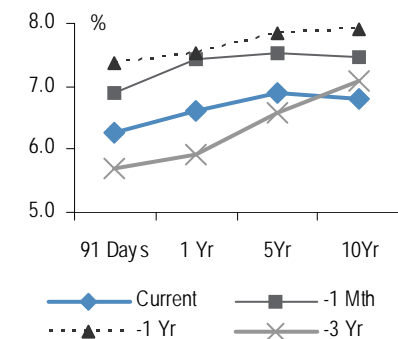 8.0 %
7.0
6.0
5.0
91 Days 1 Yr 5Yr 10Yr
Current -1 Mth
-1 Yr -3 Yr